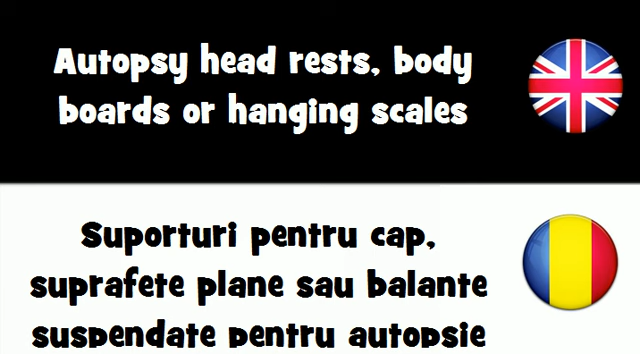 Autopsy head rests, body
boards or hanging scales
Suporturi pentru cap,
suprafete plane sau balante
suspendate pentru autopsie